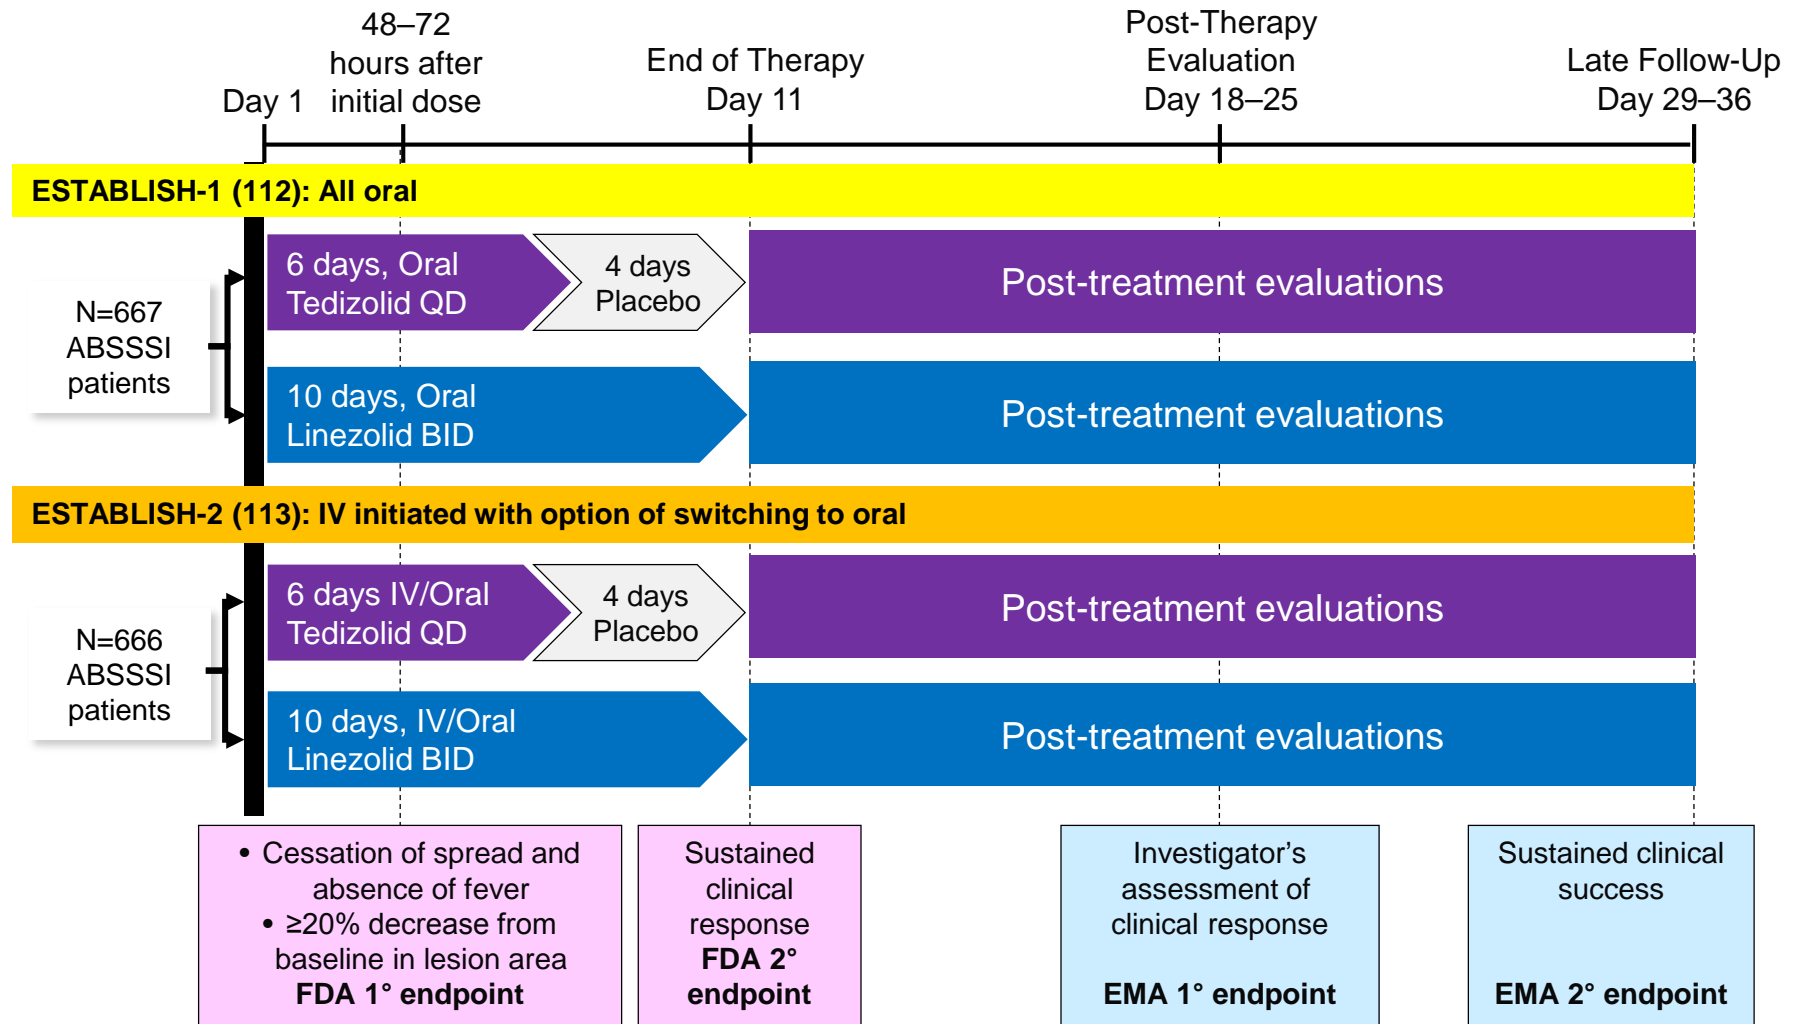 48–72
hours after
initial dose
Day 1
End of Therapy
Day 11
Post-Therapy
Evaluation
Day 18–25
Late Follow-Up
Day 29–36
ESTABLISH-1 (112): All oral
N=667
ABSSSI
patients
6 days, Oral
Tedizolid QD
4 days
Placebo
Post-treatment evaluations
10 days, Oral
Linezolid BID
Post-treatment evaluations
ESTABLISH-2 (113): IV initiated with option of switching to oral
N=666
ABSSSI
patients
6 days IV/Oral
Tedizolid QD
4 days
Placebo
Post-treatment evaluations
10 days, IV/Oral
Linezolid BID
Post-treatment evaluations
• Cessation of spread and
absence of fever
• ≥20% decrease from
baseline in lesion area
FDA 1° endpoint
Sustained
clinical
response
FDA 2°
endpoint
Investigator’s
assessment of
clinical response
EMA 1° endpoint
Sustained clinical
success
EMA 2° endpoint